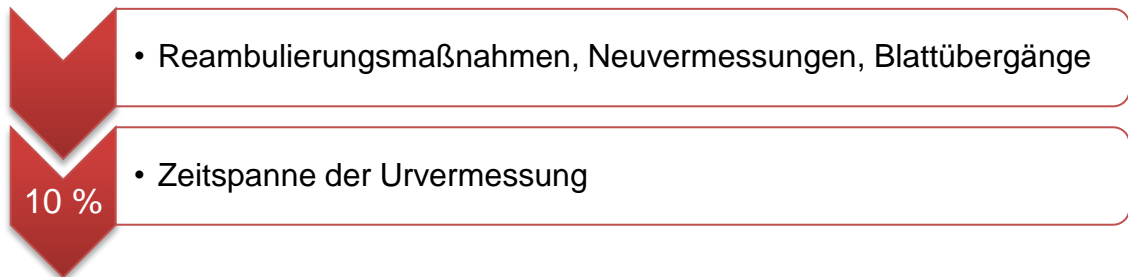 • Reambulierungsmaßnahmen, Neuvermessungen, Blattübergänge
• Zeitspanne der Urvermessung
10 %